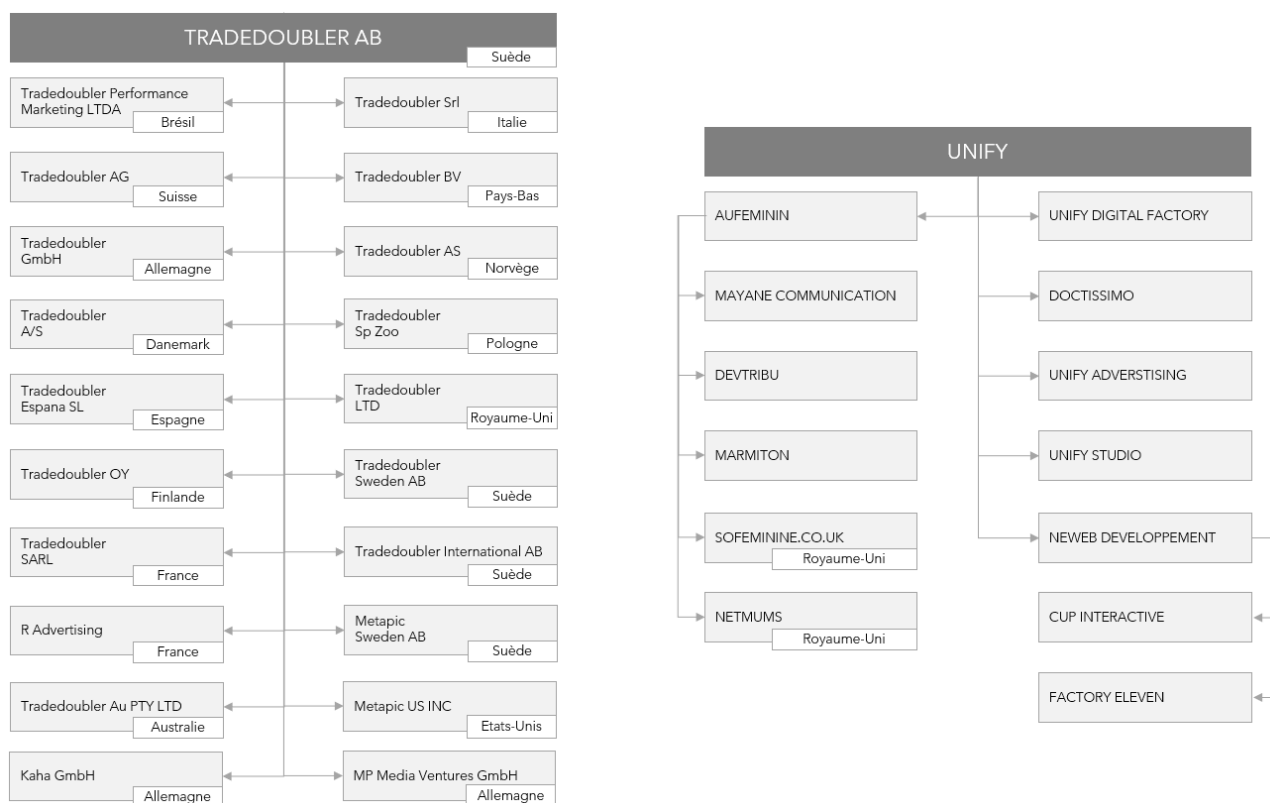 TRADEDOUBLER AB
Suède
Tradedoubler Performance
Marketing LTDA
Brésil
Tradedoubler Srl
Italie
Tradedoubler AG
Suisse
Tradedoubler BV
Pays-Bas
Tradedoubler
GmbH
Allemagne
Tradedoubler AS
Norvège
Tradedoubler
A/S
Danemark
Tradedoubler
Sp Zoo
Pologne
Tradedoubler
Espana SL
Espagne
Tradedoubler
LTD
Royaume-Uni
Tradedoubler OY
Finlande
Tradedoubler
Sweden AB
Suède
Tradedoubler
SARL
France
Tradedoubler International AB
Suède
R Advertising
France
Metapic
Sweden AB
Suède
Tradedoubler Au PTY LTD
Australie
Metapic US INC
Etats-Unis
Kaha GmbH
Allemagne
MP Media Ventures GmbH
Allemagne
UNIFY
AUFEMININ
UNIFY DIGITAL FACTORY
MAYANE COMMUNICATION
DOCTISSIMO
DEVTRIBU
UNIFY ADVERSTISING
MARMITON
UNIFY STUDIO
SOFEMININE.CO.UK
Royaume-Uni
NEWEB DEVELOPPEMENT
NETMUMS
Royaume-Uni
CUP INTERACTIVE
FACTORY ELEVEN